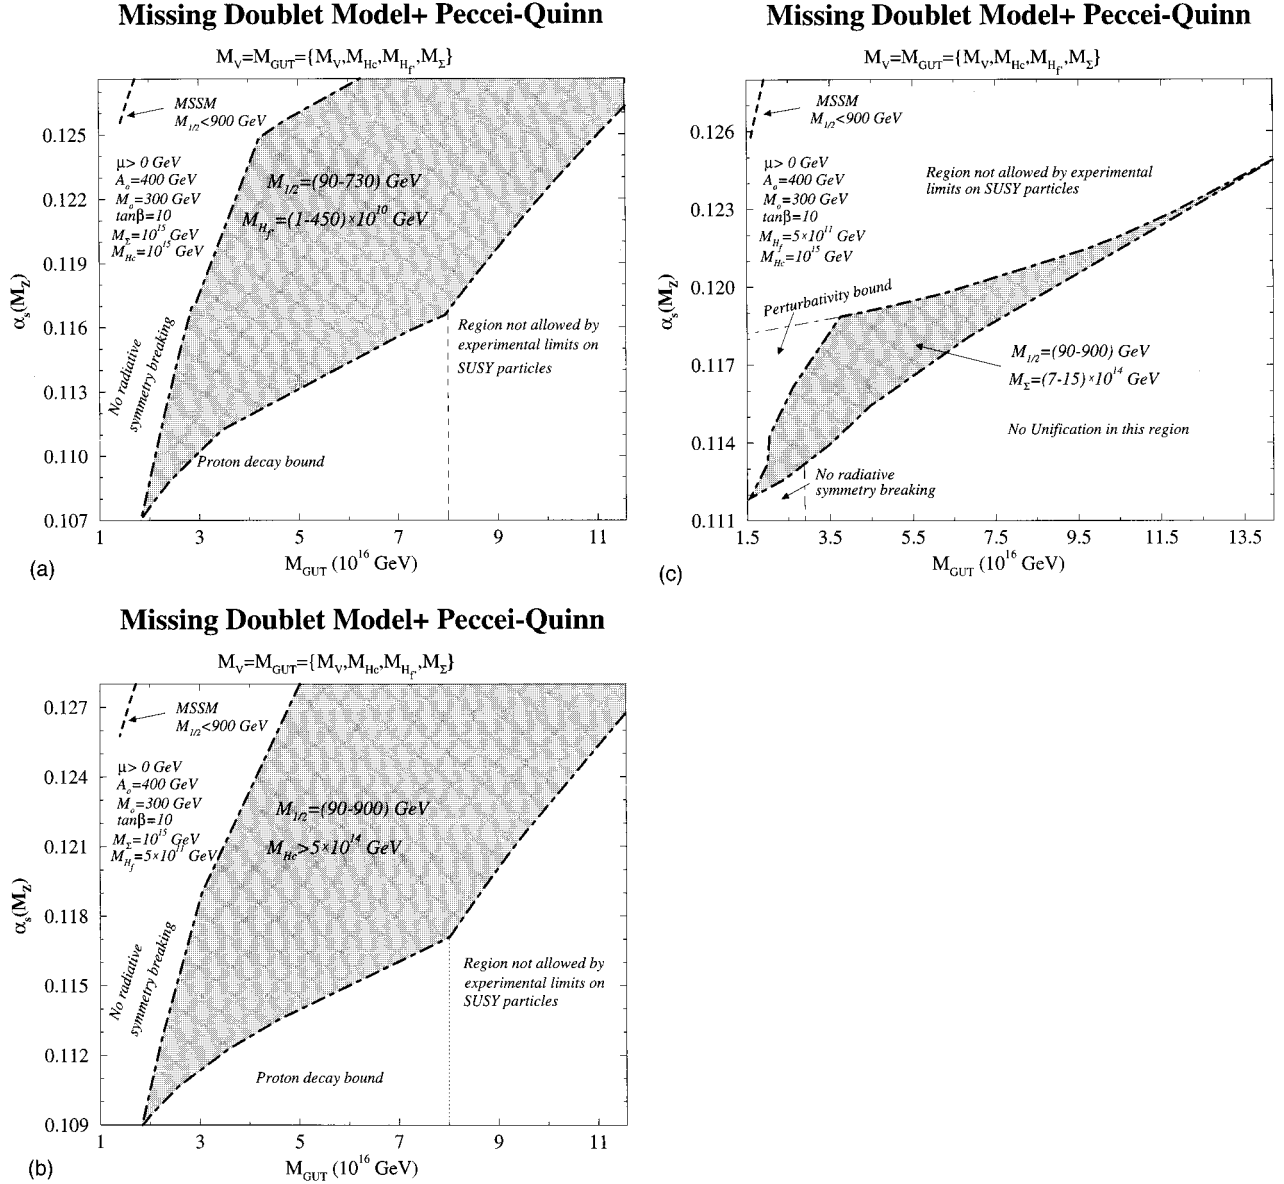 Missing Doublet Model+ Peccei-Quinn
M_V=M_GUT={M_V,M_Hc,M_Hf',M_Σ}
MSSM
M_1/2<900 GeV
μ> 0 GeV
A_o=400 GeV
M_o=300 GeV
tanβ=10
M_Σ=10^15 GeV
M_Hc=10^15 GeV
M_1/2=(90-730) GeV
M_Hf'=(1-450)×10^10 GeV
No radiative
symmetry breaking
Region not allowed by
experimental limits on
SUSY particles
Proton decay bound
0.125
0.122
0.119
0.116
0.113
0.110
0.107
α_s(M_Z)
1 3 5 7 9 11
M_GUT (10^16 GeV)
(a)
Missing Doublet Model+ Peccei-Quinn
M_V=M_GUT={M_V,M_Hc,M_Hf',M_Σ}
MSSM
M_1/2<900 GeV
Region not allowed by experimental
limits on SUSY particles
μ> 0 GeV
A_o=400 GeV
M_o=300 GeV
tanβ=10
M_Hf=5×10^11 GeV
M_Hc=10^15 GeV
Perturbativity bound
M_1/2=(90-900) GeV
M_Σ=(7-15)×10^14 GeV
No Unification in this region
No radiative
symmetry breaking
0.126
0.123
0.120
0.117
0.114
0.111
α_s(M_Z)
1.5 3.5 5.5 7.5 9.5 11.5 13.5
M_GUT (10^16 GeV)
(c)
Missing Doublet Model+ Peccei-Quinn
M_V=M_GUT={M_V,M_Hc,M_Hf',M_Σ}
MSSM
M_1/2<900 GeV
μ> 0 GeV
A_o=400 GeV
M_o=300 GeV
tanβ=10
M_Σ=10^15 GeV
M_Hf=5×10^11 GeV
M_1/2=(90-900) GeV
M_Hc>5×10^14 GeV
No radiative
symmetry breaking
Region not allowed by
experimental limits on
SUSY particles
Proton decay bound
0.127
0.124
0.121
0.118
0.115
0.112
0.109
α_s(M_Z)
1 3 5 7 9 11
M_GUT (10^16 GeV)
(b)